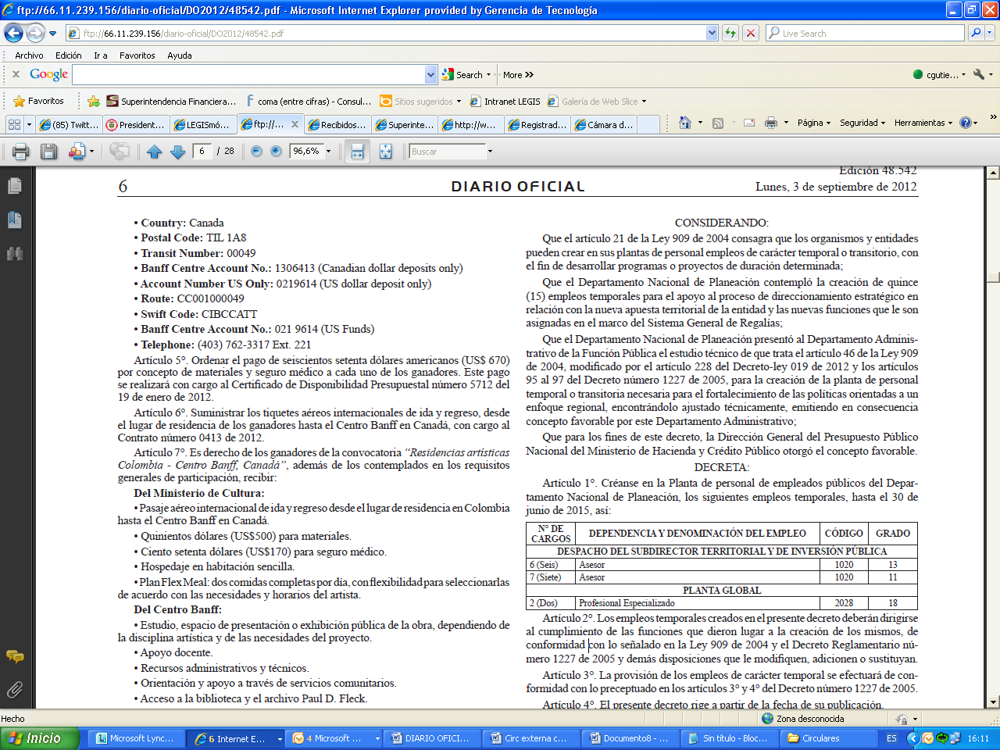 ftp://66.11.239.156/diario-oficial/DO2012/48542.pdf - Microsoft Internet Explorer provided by Gerencia de Tecnología
ftp://66.11.239.156/diario-oficial/DO2012/48542.pdf
Live Search
Archivo Edición Ir a Favoritos Ayuda
Google Search More cgutie...
Favoritos Superintendencia Financiera... coma (entre cifras) - Consul... Sitios sugeridos Intranet LEGIS Galería de Web Slice
(85) Twitt... President... LEGISmó... ftp://... Recibidos... Superinte... http://w... Registrad... Cámara d... Página Seguridad Herramientas
6 / 28 96,6% Buscar
Edición 48.542
6 DIARIO OFICIAL Lunes, 3 de septiembre de 2012
• Country: Canada
• Postal Code: TIL 1A8
• Transit Number: 00049
• Banff Centre Account No.: 1306413 (Canadian dollar deposits only)
• Account Number US Only: 0219614 (US dollar deposit only)
• Route: CC001000049
• Swift Code: CIBCCATT
• Banff Centre Account No.: 021 9614 (US Funds)
• Telephone: (403) 762-3317 Ext. 221
Artículo 5°. Ordenar el pago de seiscientos setenta dólares americanos (US$ 670)
por concepto de materiales y seguro médico a cada uno de los ganadores. Este pago
se realizará con cargo al Certificado de Disponibilidad Presupuestal número 5712 del
19 de enero de 2012.
Artículo 6°. Suministrar los tiquetes aéreos internacionales de ida y regreso, desde
el lugar de residencia de los ganadores hasta el Centro Banff en Canadá, con cargo al
Contrato número 0413 de 2012.
Artículo 7°. Es derecho de los ganadores de la convocatoria “Residencias artísticas
Colombia - Centro Banff, Canadá”, además de los contemplados en los requisitos
generales de participación, recibir:
Del Ministerio de Cultura:
• Pasaje aéreo internacional de ida y regreso desde el lugar de residencia en Colombia
hasta el Centro Banff en Canadá.
• Quinientos dólares (US$500) para materiales.
• Ciento setenta dólares (US$170) para seguro médico.
• Hospedaje en habitación sencilla.
• Plan Flex Meal: dos comidas completas por día, con flexibilidad para seleccionarlas
de acuerdo con las necesidades y horarios del artista.
Del Centro Banff:
• Estudio, espacio de presentación o exhibición pública de la obra, dependiendo de
la disciplina artística y de las necesidades del proyecto.
• Apoyo docente.
• Recursos administrativos y técnicos.
• Orientación y apoyo a través de servicios comunitarios.
• Acceso a la biblioteca y el archivo Paul D. Fleck.
CONSIDERANDO:
Que el artículo 21 de la Ley 909 de 2004 consagra que los organismos y entidades
pueden crear en sus plantas de personal empleos de carácter temporal o transitorio, con
el fin de desarrollar programas o proyectos de duración determinada;
Que el Departamento Nacional de Planeación contempló la creación de quince
(15) empleos temporales para el apoyo al proceso de direccionamiento estratégico en
relación con la nueva apuesta territorial de la entidad y las nuevas funciones que le son
asignadas en el marco del Sistema General de Regalías;
Que el Departamento Nacional de Planeación presentó al Departamento Adminis-
trativo de la Función Pública el estudio técnico de que trata el artículo 46 de la Ley 909
de 2004, modificado por el artículo 228 del Decreto-ley 019 de 2012 y los artículos
95 al 97 del Decreto número 1227 de 2005, para la creación de la planta de personal
temporal o transitoria necesaria para el fortalecimiento de las políticas orientadas a un
enfoque regional, encontrándolo ajustado técnicamente, emitiendo en consecuencia
concepto favorable por este Departamento Administrativo;
Que para los fines de este decreto, la Dirección General del Presupuesto Público
Nacional del Ministerio de Hacienda y Crédito Público otorgó el concepto favorable.
DECRETA:
Artículo 1°. Créanse en la Planta de personal de empleados públicos del Depar-
tamento Nacional de Planeación, los siguientes empleos temporales, hasta el 30 de
junio de 2015, así:
N° DE CARGOS DEPENDENCIA Y DENOMINACIÓN DEL EMPLEO CÓDIGO GRADO
DESPACHO DEL SUBDIRECTOR TERRITORIAL Y DE INVERSIÓN PÚBLICA
6 (Seis) Asesor 1020 13
7 (Siete) Asesor 1020 11
PLANTA GLOBAL
2 (Dos) Profesional Especializado 2028 18
Artículo 2°. Los empleos temporales creados en el presente decreto deberán dirigirse
al cumplimiento de las funciones que dieron lugar a la creación de los mismos, de
conformidad con lo señalado en la Ley 909 de 2004 y el Decreto Reglamentario nú-
mero 1227 de 2005 y demás disposiciones que le modifiquen, adicionen o sustituyan.
Artículo 3°. La provisión de los empleos de carácter temporal se efectuará de con-
formidad con lo preceptuado en los artículos 3° y 4° del Decreto número 1227 de 2005.
Artículo 4°. El presente decreto rige a partir de la fecha de su publicación.
Hecho Zona desconocida
Inicio Microsoft Lync... 6 Internet E... 4 Microsoft ... DIARIO OFICI... Circ externa c... Documento8 - ... Sin título - Bloc... Circulares ES 16:11